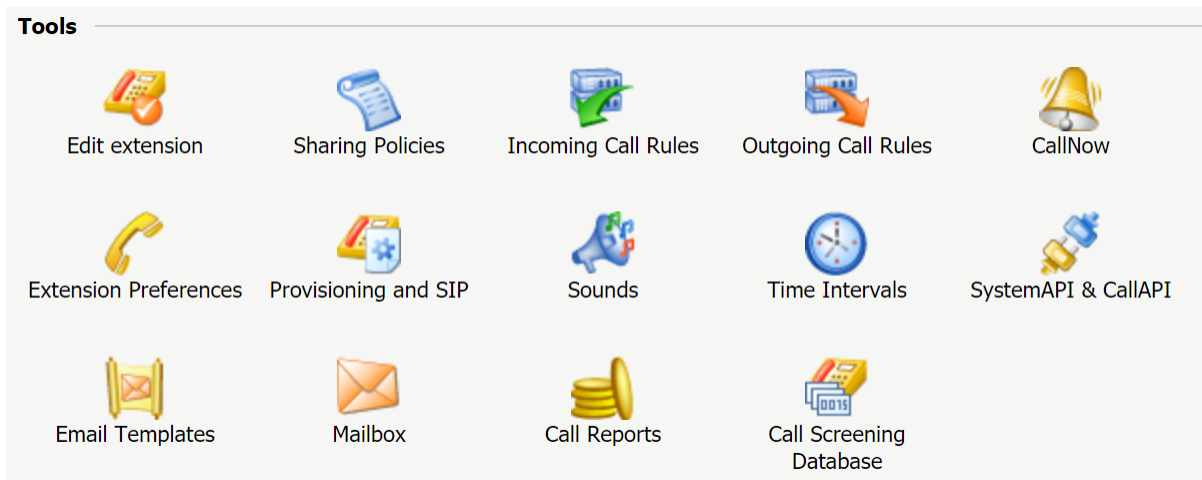 Tools
Edit extension
Sharing Policies
Incoming Call Rules
Outgoing Call Rules
CallNow
Extension Preferences
Provisioning and SIP
Sounds
Time Intervals
SystemAPI & CallAPI
Email Templates
Mailbox
Call Reports
0015
Call Screening
Database